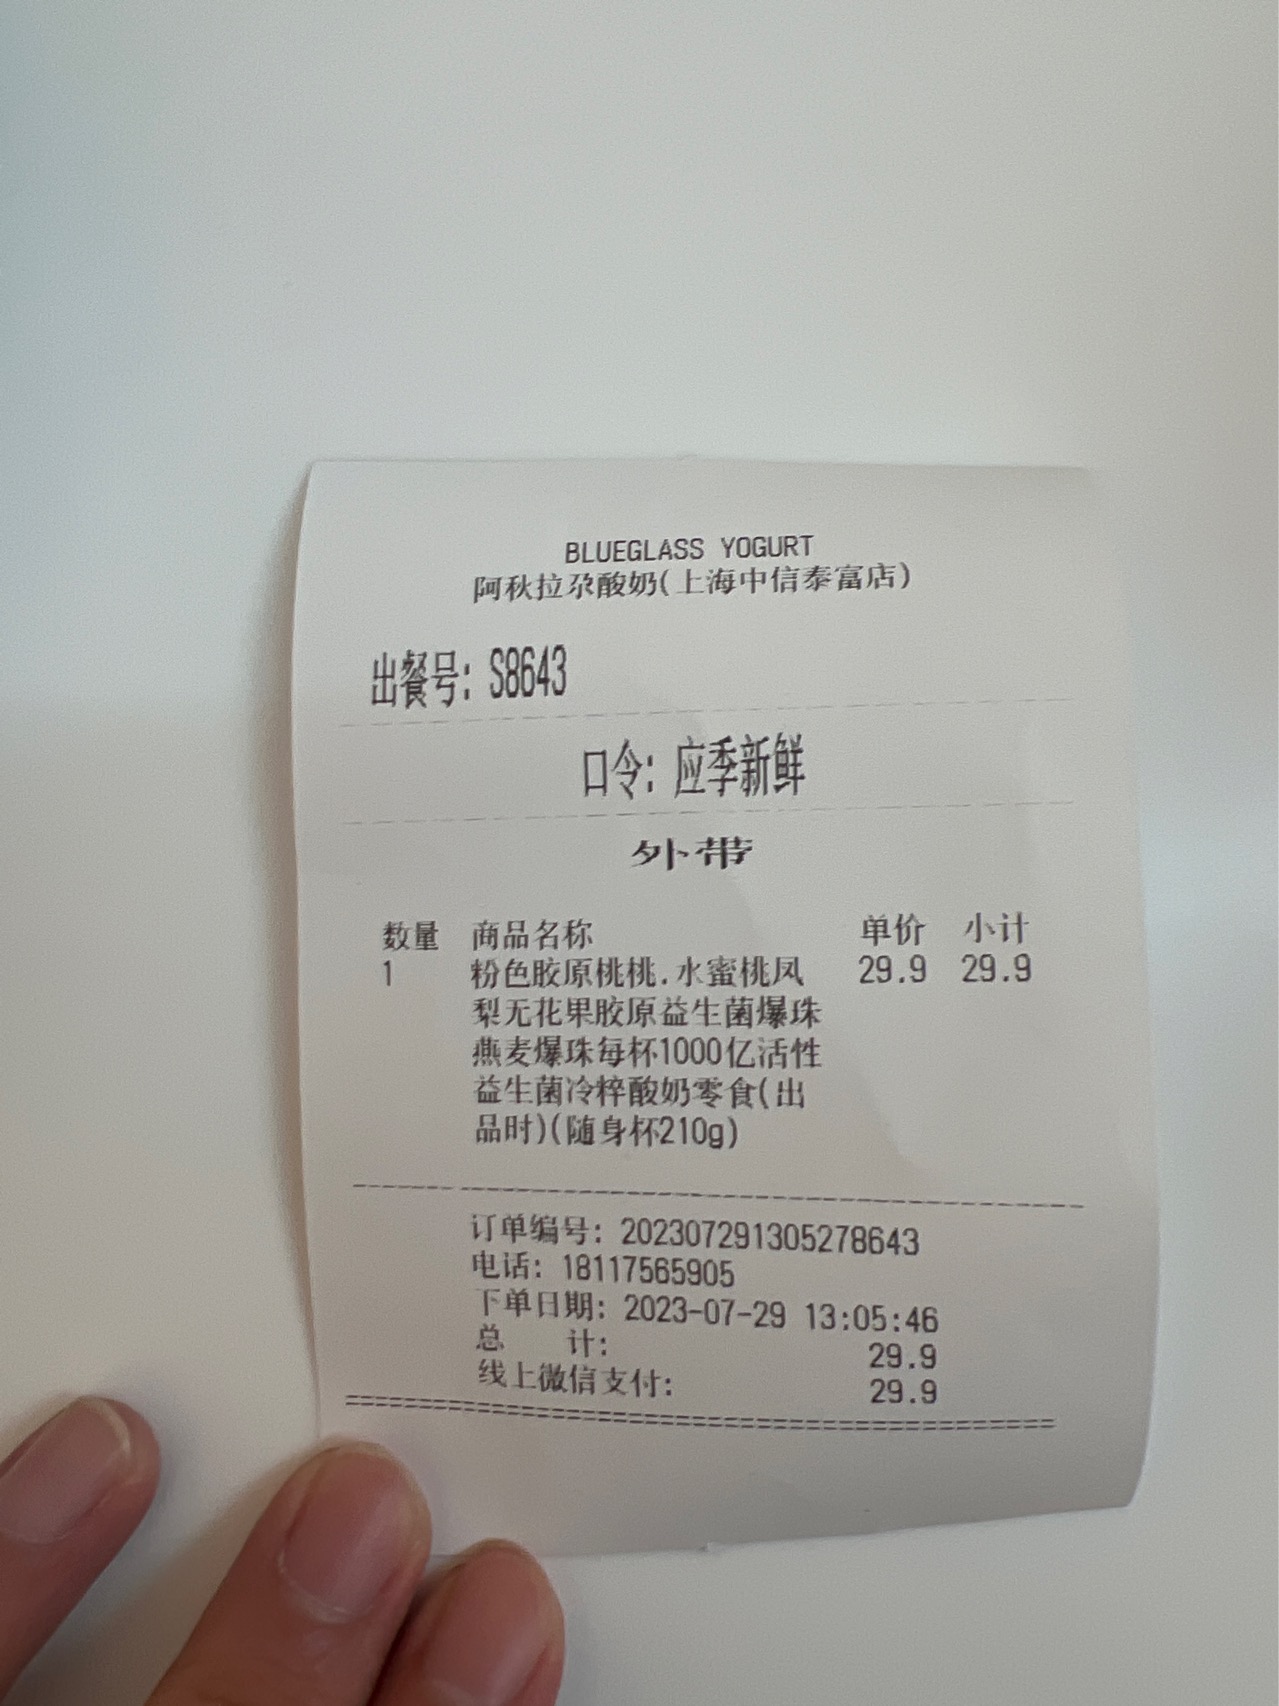 BLUEGLASS YOGURT
阿秋拉尕酸奶(上海中信泰富店)
出餐号: S8643
口令: 应季新鲜
外带
数量 商品名称 单价 小计
1 粉色胶原桃桃.水蜜桃凤 29.9 29.9
梨无花果胶原益生菌爆珠
燕麦爆珠每杯1000亿活性
益生菌冷粹酸奶零食(出
品时)(随身杯210g)
订单编号: 202307291305278643
电话: 18117565905
下单日期: 2023-07-29 13:05:46
总 计: 29.9
线上微信支付: 29.9